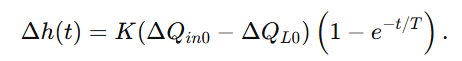 Δh(t) = K(ΔQ_{in0} − ΔQ_{L0}) (1 − e^{−t/T}).